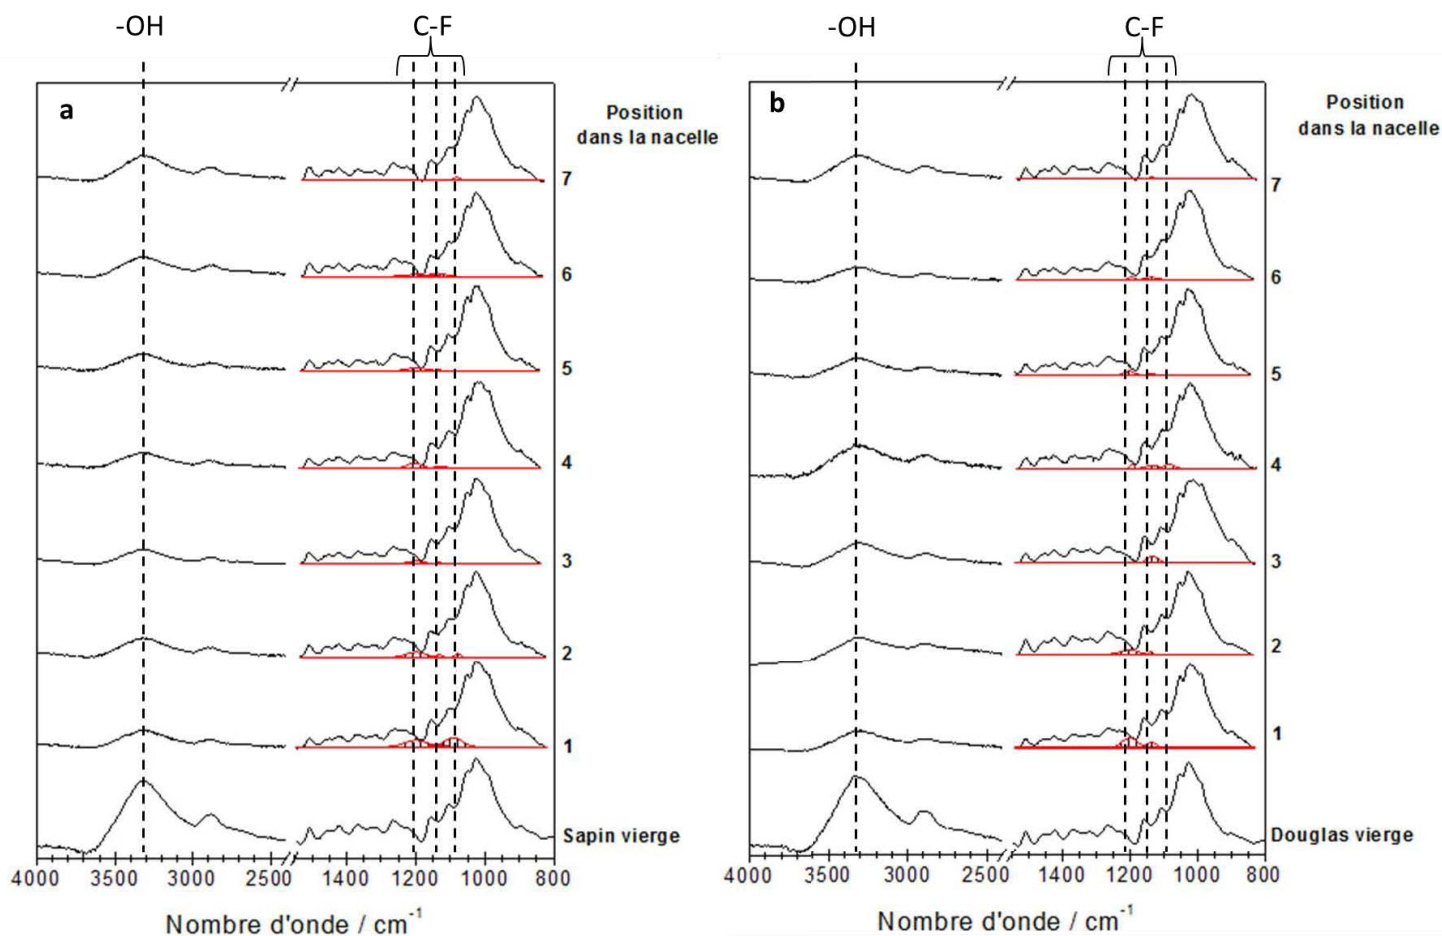 -OH
C-F
a
Position
dans la nacelle
7
6
5
4
3
2
1
Sapin vierge
4000 3500 3000 2500 1400 1200 1000 800
Nombre d'onde / cm-1
-OH
C-F
b
Position
dans la nacelle
7
6
5
4
3
2
1
Douglas vierge
4000 3500 3000 2500 1400 1200 1000 800
Nombre d'onde / cm-1